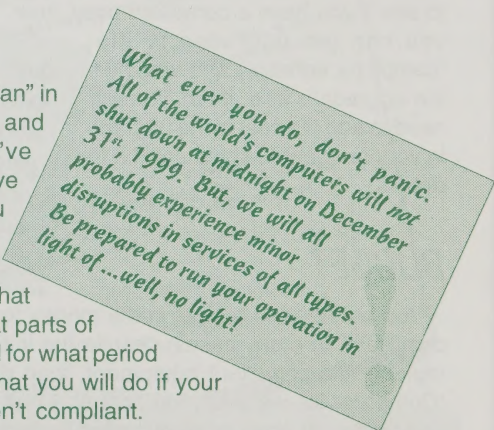 an" in
and
've
ve
u
hat
t parts of
l for what period
hat you will do if your
n't compliant.
What ever you do, don't panic.
All of the world's computers will not
shut down at midnight on December
31st, 1999. But, we will all
probably experience minor
disruptions in services of all types.
Be prepared to run your operation in
light of ...well, no light!
!